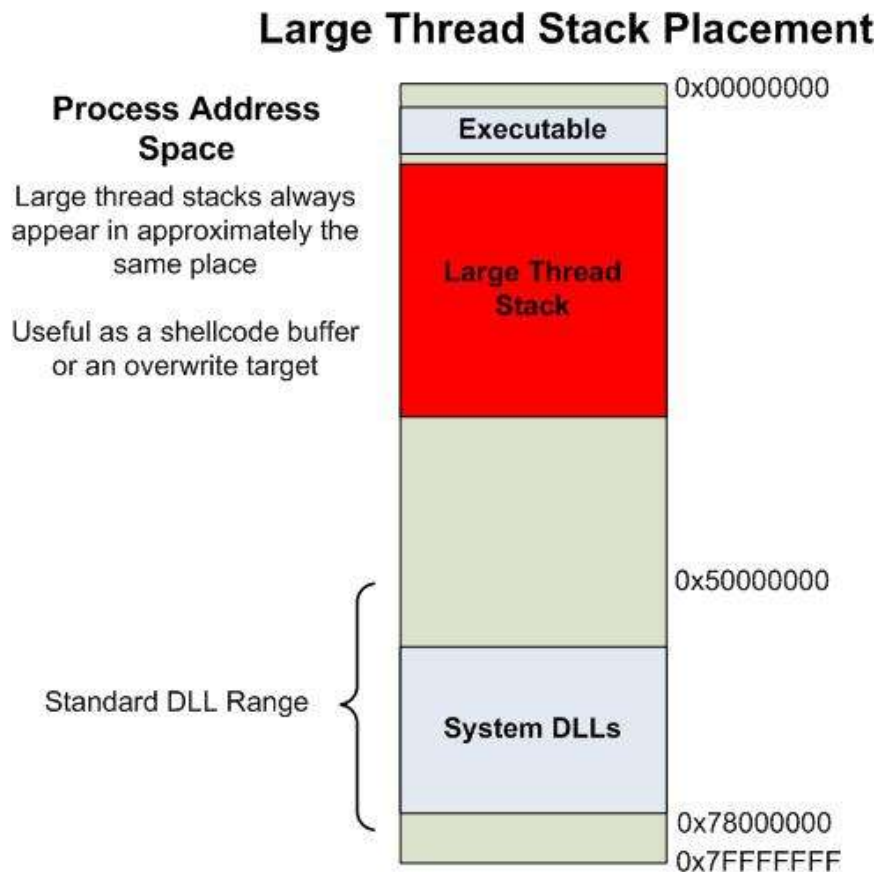 Large Thread Stack Placement
0x00000000
Process Address
Space
Executable
Large thread stacks always
appear in approximately the
same place
Large Thread
Stack
Useful as a shellcode buffer
or an overwrite target
0x50000000
Standard DLL Range
System DLLs
0x78000000
0x7FFFFFFF